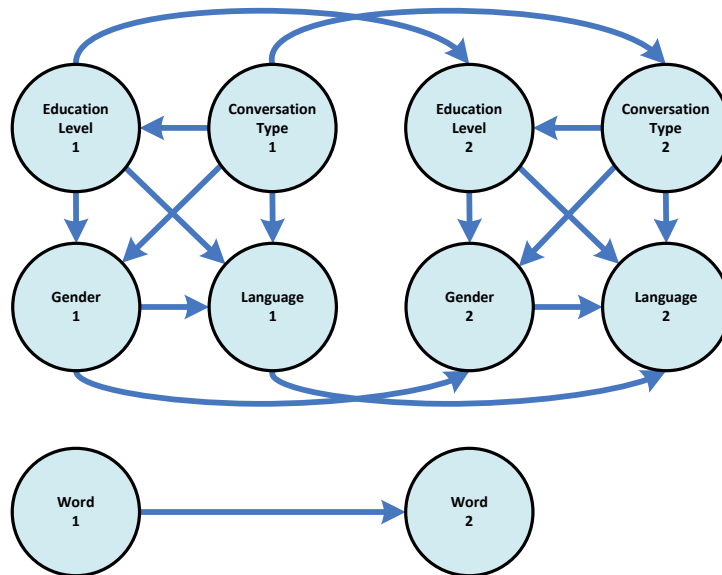 Education
Level
1
Conversation
Type
1
Education
Level
2
Conversation
Type
2
Gender
1
Language
1
Gender
2
Language
2
Word
1
Word
2